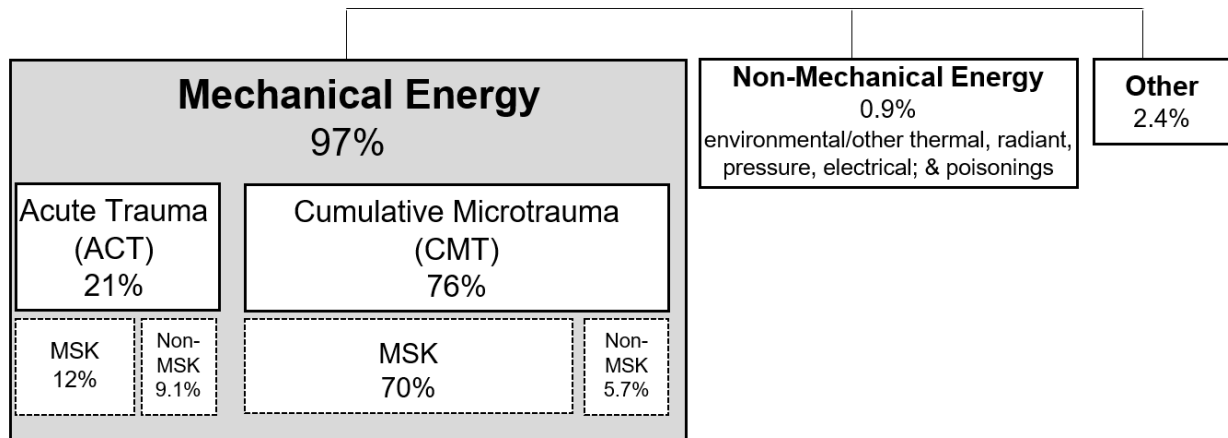 Mechanical Energy
97%
Acute Trauma
(ACT)
21%
MSK
12%
Non-
MSK
9.1%
Cumulative Microtrauma
(CMT)
76%
MSK
70%
Non-
MSK
5.7%
Non-Mechanical Energy
0.9%
environmental/other thermal, radiant,
pressure, electrical; & poisonings
Other
2.4%